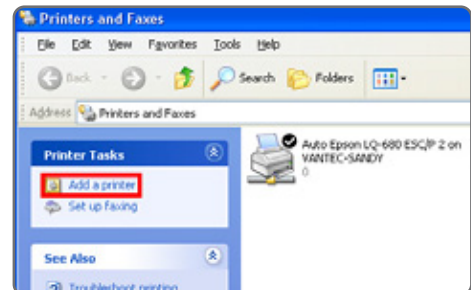 Printers and Faxes
File Edit View Favorites Tools Help
Back Search Folders
Address Printers and Faxes
Printer Tasks
Add a printer
Set up faxing
See Also
Troubleshoot printing
Auto Epson LQ-680 ESC/P 2 on
VANTEC-SANDY
0